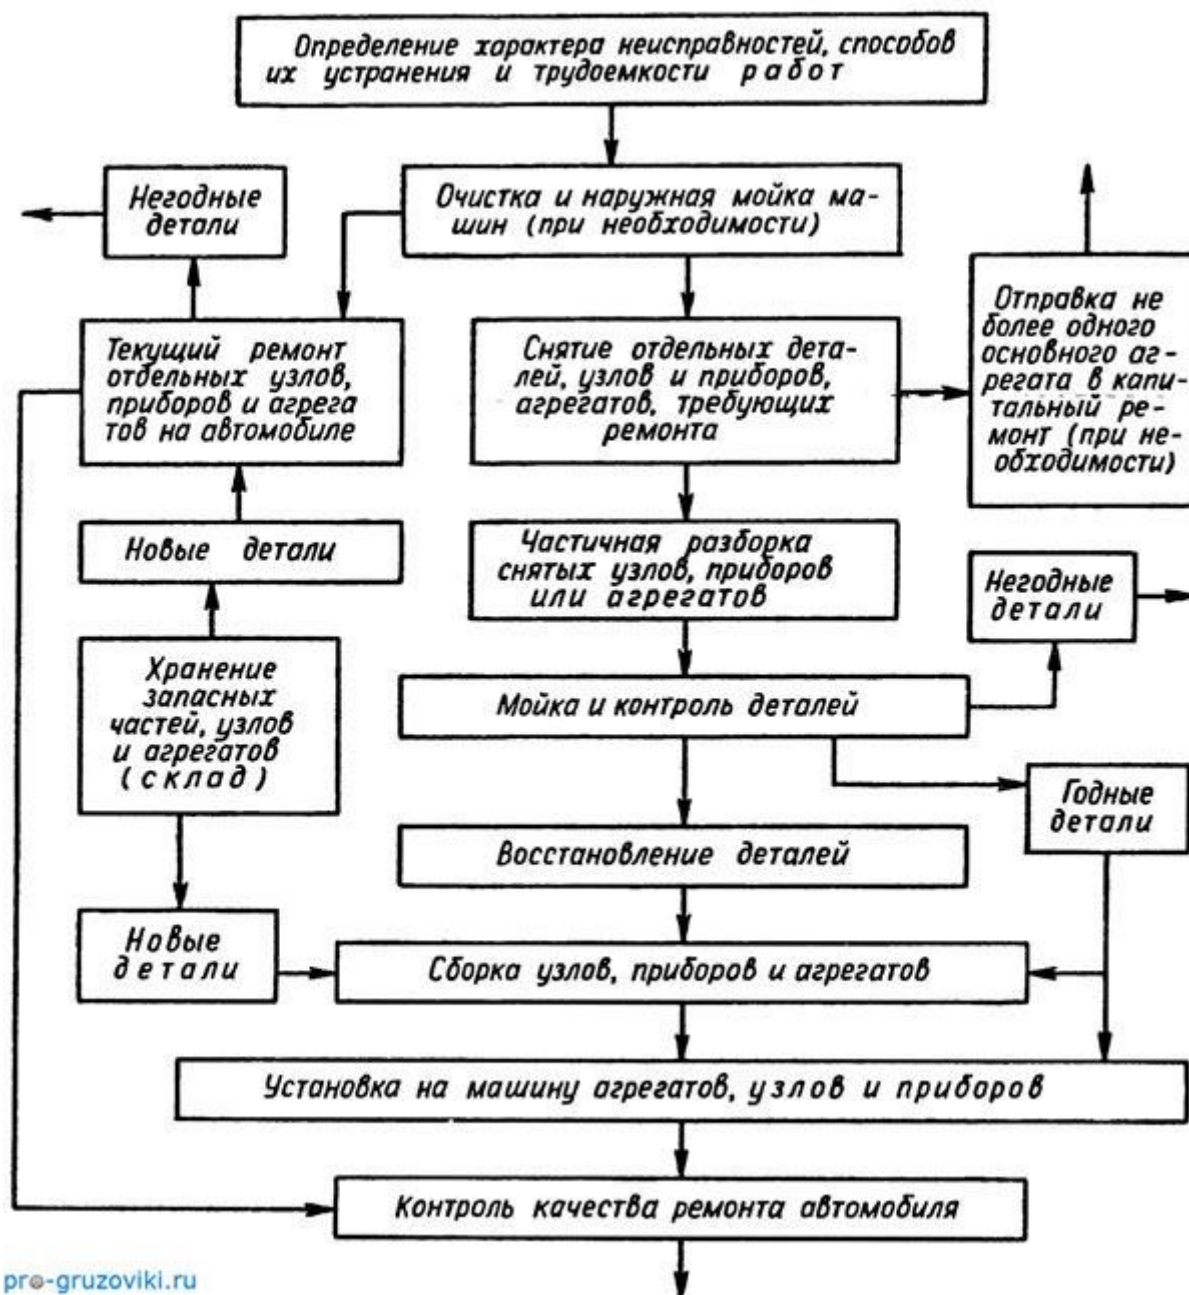 Определение характера неисправностей, способов
их устранения и трудоемкости работ
Негодные
детали
Очистка и наружная мойка ма-
шин (при необходимости)
Текущий ремонт
отдельных узлов,
приборов и агрега
тов на автомобиле
Снятие отдельных дета-
лей, узлов и приборов,
агрегатов, требующих
ремонта
Отправка не
более одного
основного аг-
регата в капи-
тальный ре-
монт (при не-
обходимости)
Новые детали
Частичная разборка
снятых узлов, приборов
или агрегатов
Негодные
детали
Хранение
запасных
частей, узлов
и агрегатов
(склад)
Мойка и контроль деталей
Годные
детали
Восстановление деталей
Новые
детали
Сборка узлов, приборов и агрегатов
Установка на машину агрегатов, узлов и приборов
Контроль качества ремонта автомобиля
pro-gruzoviki.ru